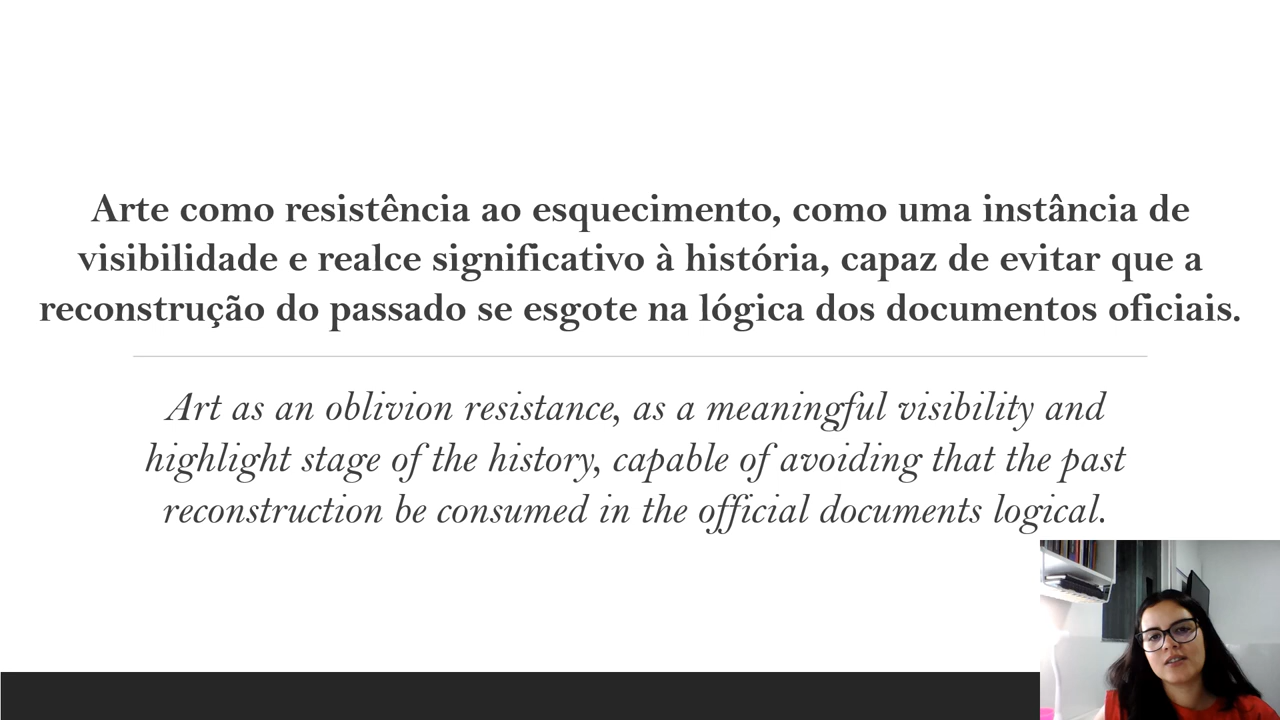 Arte como resistência ao esquecimento, como uma instância de
visibilidade e realce significativo à história, capaz de evitar que a
reconstrução do passado se esgote na lógica dos documentos oficiais.
Art as an oblivion resistance, as a meaningful visibility and
highlight stage of the history, capable of avoiding that the past
reconstruction be consumed in the official documents logical.